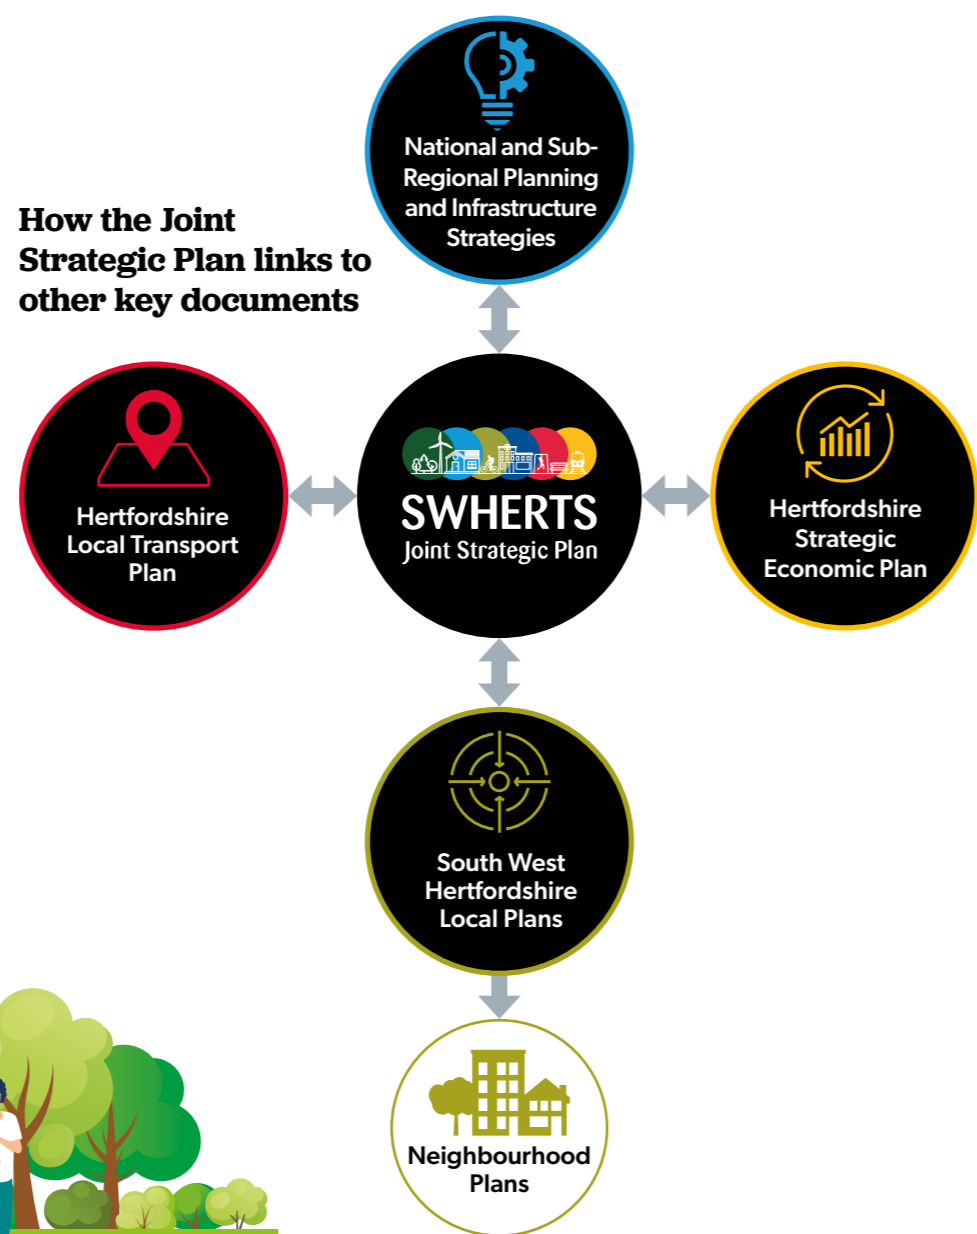 National and Sub-
Regional Planning
and Infrastructure
Strategies
How the Joint
Strategic Plan links to
other key documents
Hertfordshire
Local Transport
Plan
SWHERTS
Joint Strategic Plan
Hertfordshire
Strategic
Economic Plan
South West
Hertfordshire
Local Plans
Neighbourhood
Plans